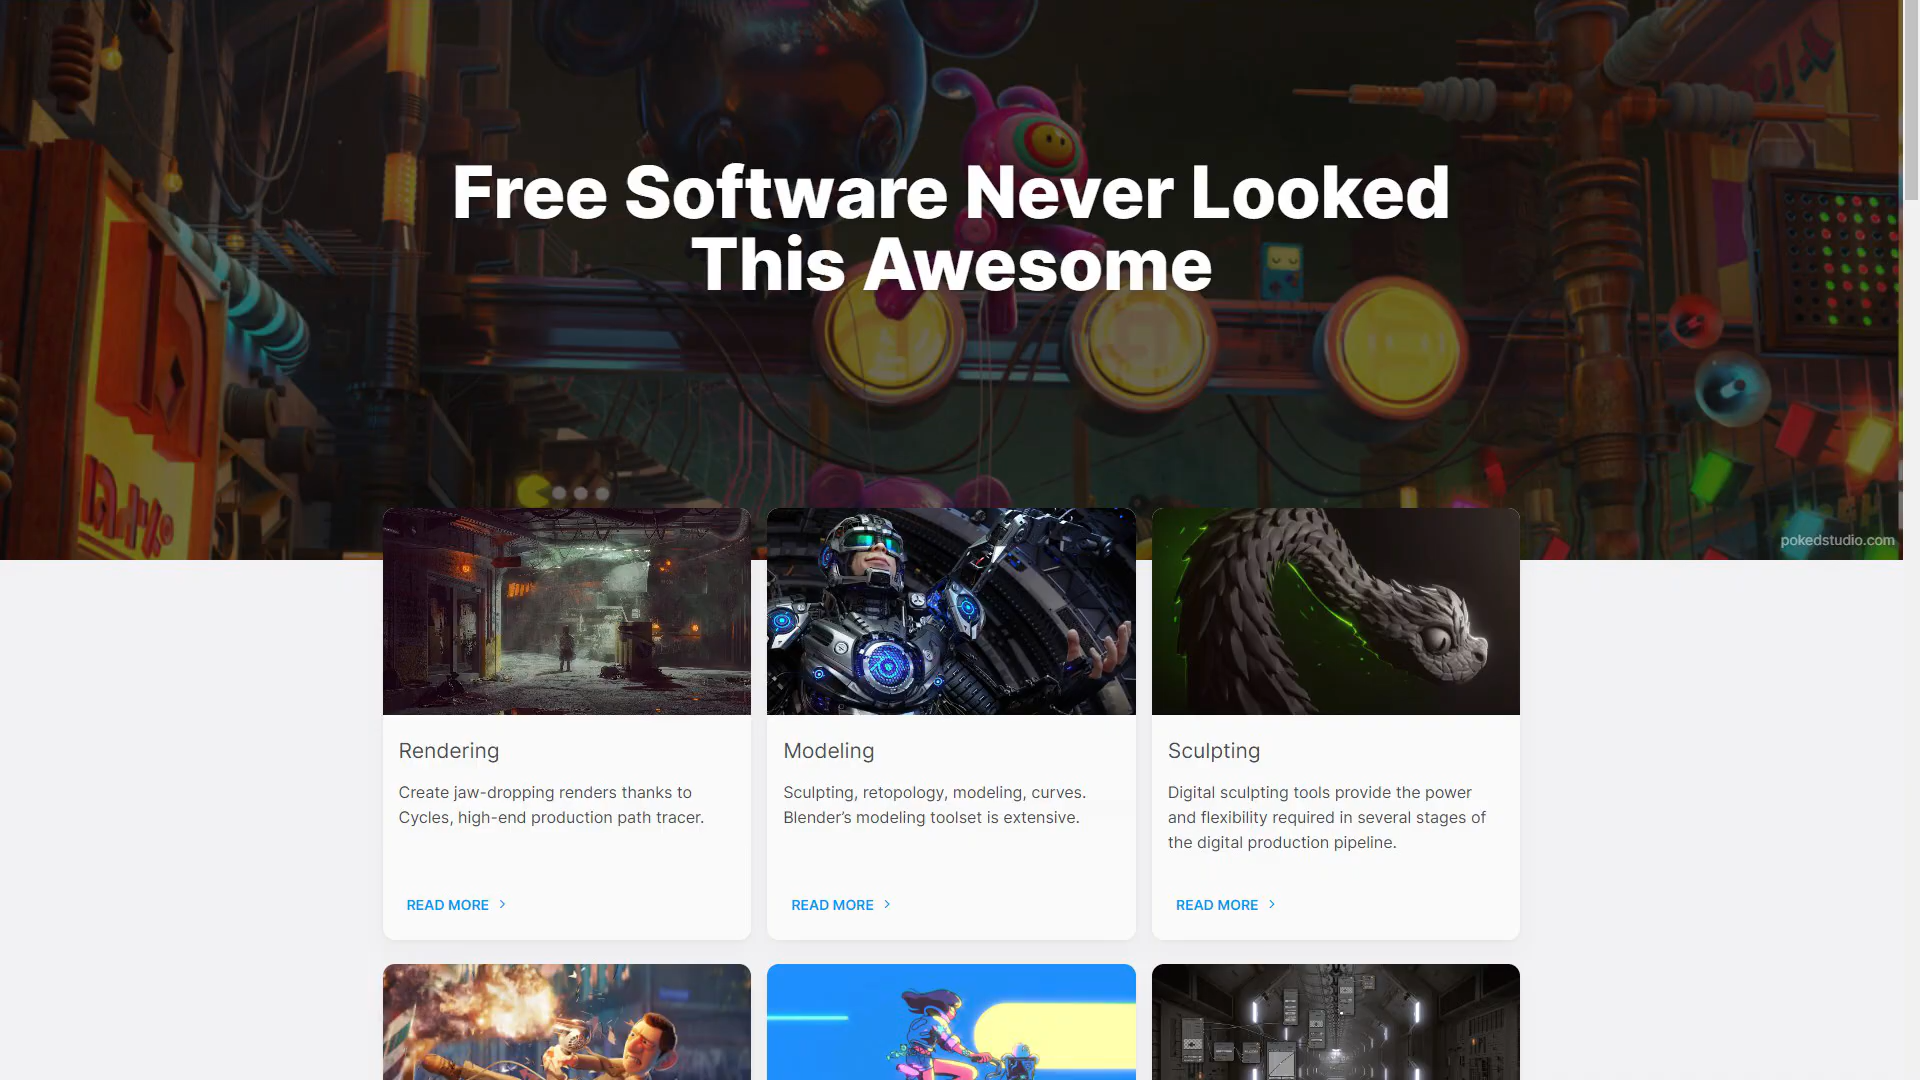 Free Software Never Looked
This Awesome
pokedstudio.com
Rendering
Create jaw-dropping renders thanks to
Cycles, high-end production path tracer.
READ MORE
Modeling
Sculpting, retopology, modeling, curves.
Blender’s modeling toolset is extensive.
READ MORE
Sculpting
Digital sculpting tools provide the power
and flexibility required in several stages of
the digital production pipeline.
READ MORE